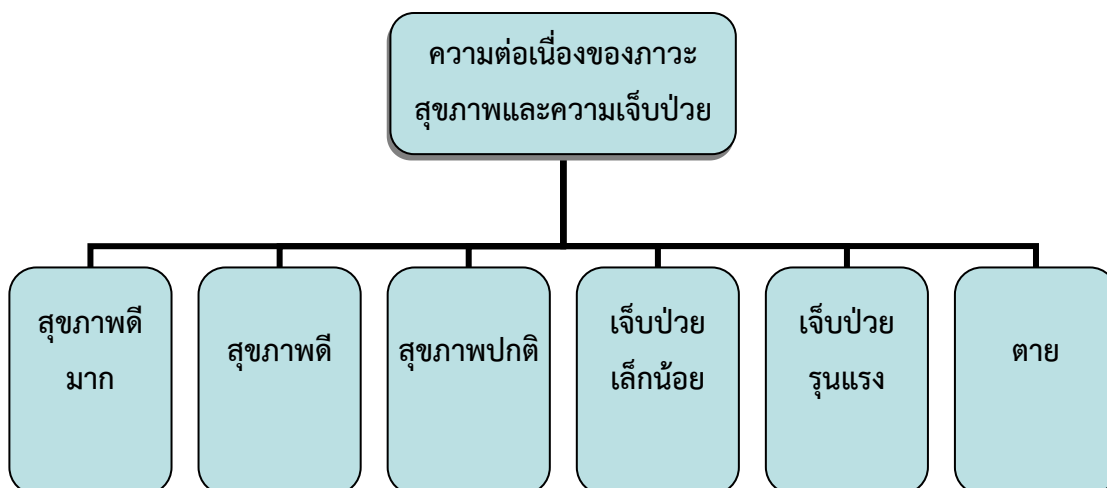 ความต่อเนื่องของภาวะ
สุขภาพและความเจ็บป่วย
สุขภาพดี
มาก
สุขภาพดี
สุขภาพปกติ
เจ็บป่วย
เล็กน้อย
เจ็บป่วย
รุนแรง
ตาย